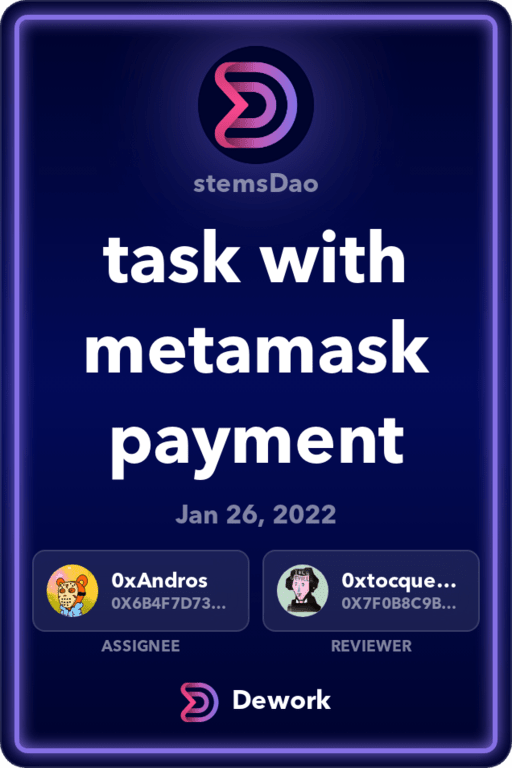 stemsDao
task with
metamask
payment
Jan 26, 2022
0xAndros
0X6B4F7D73...
0xtocque...
0X7F0B8C9B...
ASSIGNEE
REVIEWER
Dework